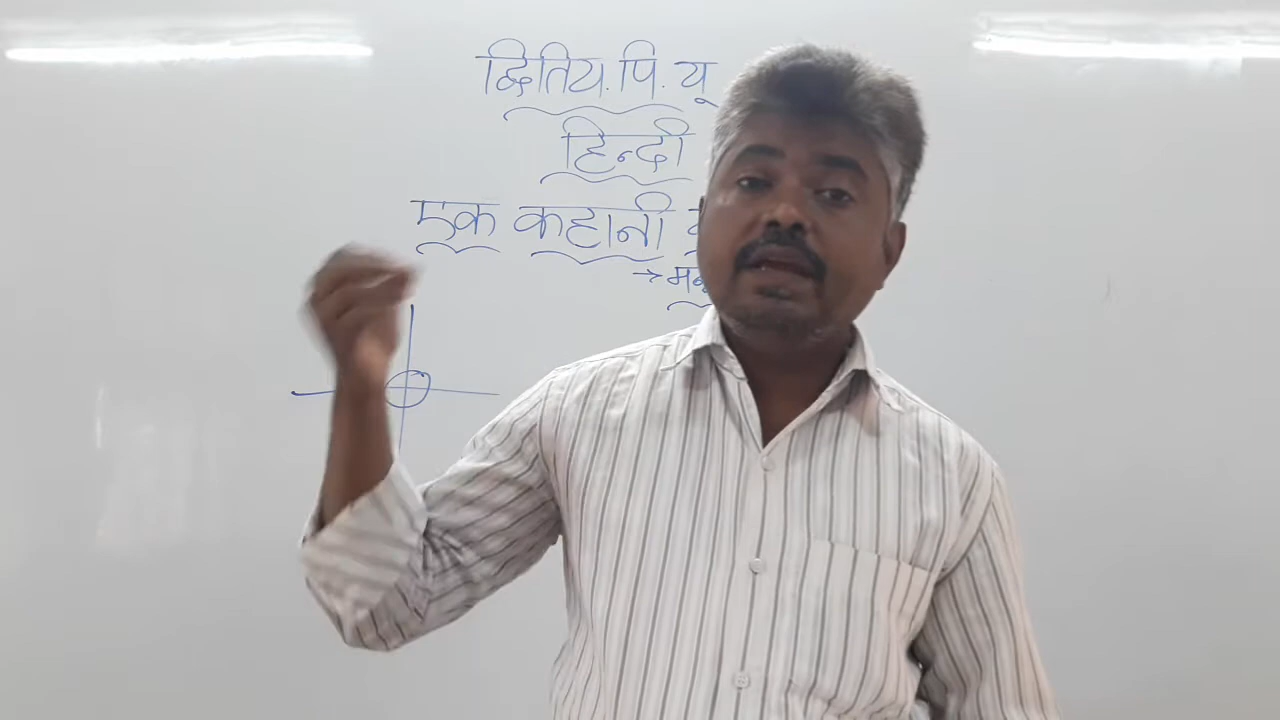 द्वितिय. पि. यू
हिन्दी
एक कहानी